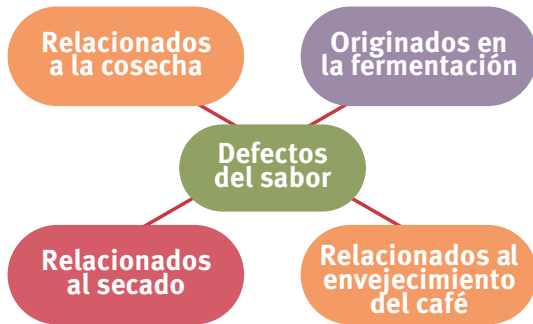 Relacionados
a la cosecha
Originados en
la fermentación
Defectos
del sabor
Relacionados
al secado
Relacionados al
envejecimiento
del café